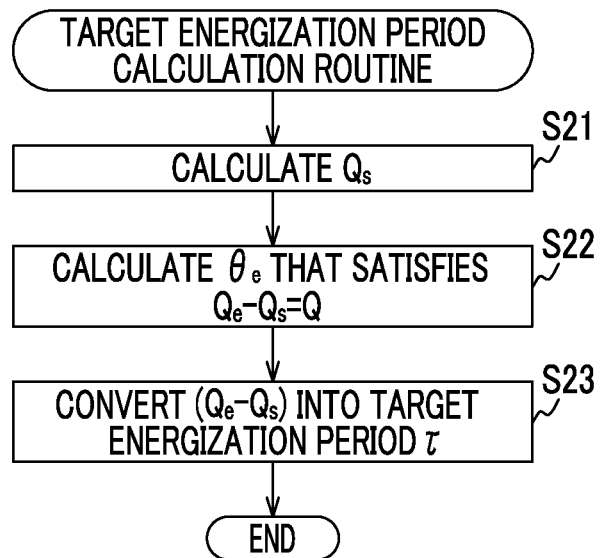 TARGET ENERGIZATION PERIOD
CALCULATION ROUTINE
S21
CALCULATE Qs
S22
CALCULATE θe THAT SATISFIES
Qe-Qs=Q
S23
CONVERT (Qe-Qs) INTO TARGET
ENERGIZATION PERIOD τ
END